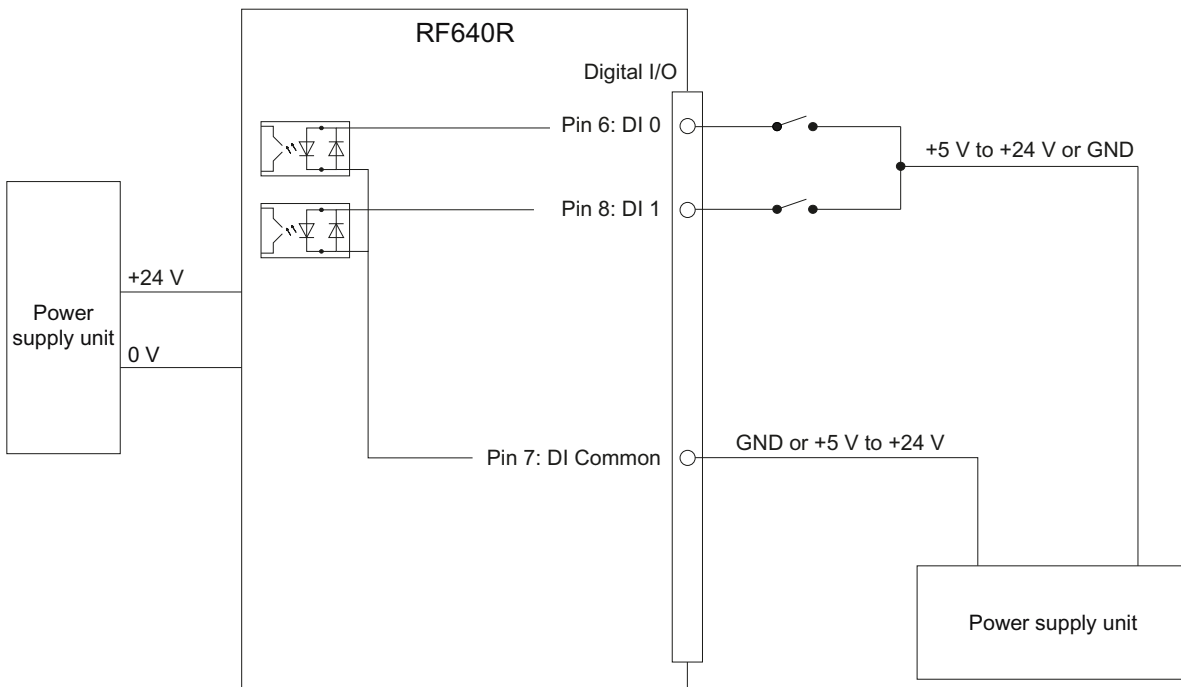 RF640R
Digital I/O
Pin 6: DI 0
+5 V to +24 V or GND
Pin 8: DI 1
+24 V
Power
supply unit
0 V
Pin 7: DI Common
GND or +5 V to +24 V
Power supply unit